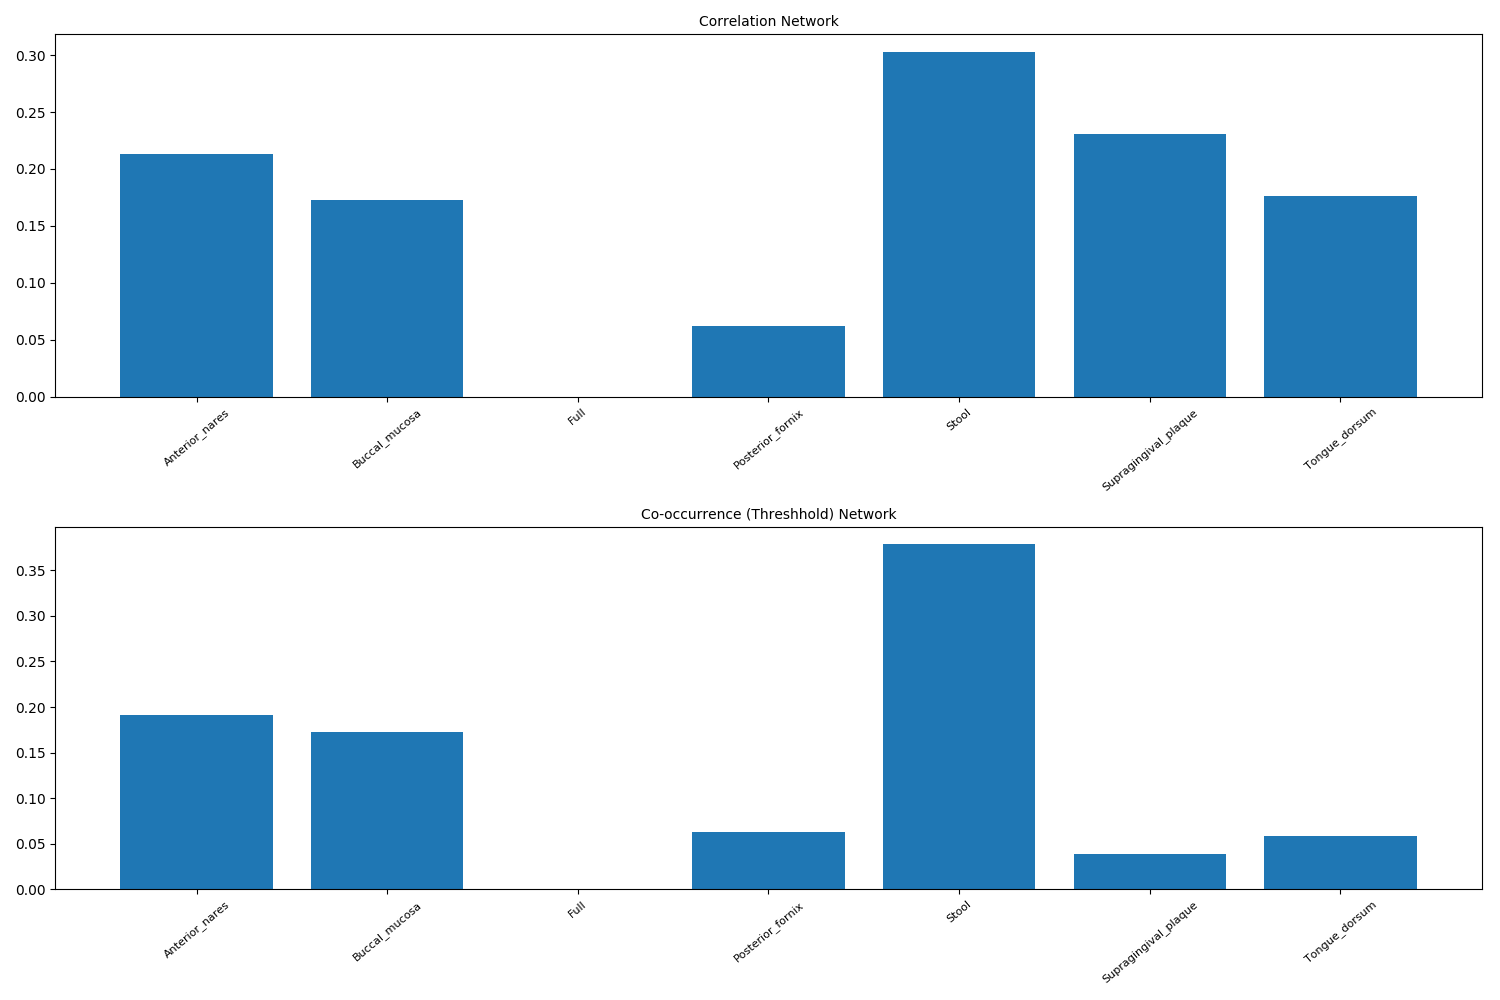 Correlation Network
0.30
0.25
0.20
0.15
0.10
0.05
0.00
Anterior_nares
Buccal_mucosa
Full
Posterior_fornix
Stool
Supragingival_plaque
Tongue_dorsum
Co-occurrence (Threshhold) Network
0.35
0.30
0.25
0.20
0.15
0.10
0.05
0.00
Anterior_nares
Buccal_mucosa
Full
Posterior_fornix
Stool
Supragingival_plaque
Tongue_dorsum